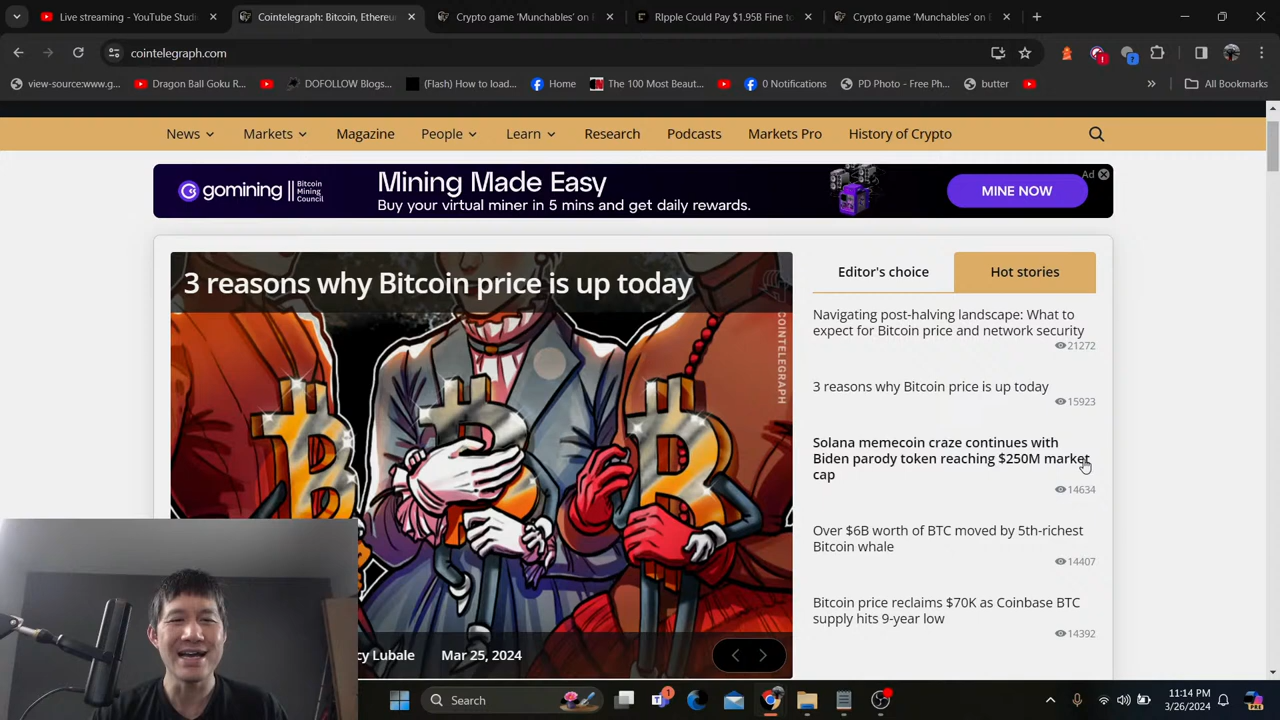 Live streaming - YouTube Studio
Cointelegraph: Bitcoin, Ethereu
Crypto game 'Munchables' on
Ripple Could Pay $1.95B Fine to
Crypto game 'Munchables' on
cointelegraph.com
view-source:www.g...
Dragon Ball Goku R...
DOFOLLOW Blogs...
(Flash) How to load...
Home
The 100 Most Beaut...
0 Notifications
PD Photo - Free Ph...
butter
All Bookmarks
News
Markets
Magazine
People
Learn
Research
Podcasts
Markets Pro
History of Crypto
gomining
Bitcoin
Mining
Council
Mining Made Easy
Buy your virtual miner in 5 mins and get daily rewards.
MINE NOW
Ad
3 reasons why Bitcoin price is up today
COINTELEGRAPH
cy Lubale
Mar 25, 2024
Editor's choice
Hot stories
Navigating post-halving landscape: What to
expect for Bitcoin price and network security
21272
3 reasons why Bitcoin price is up today
15923
Solana memecoin craze continues with
Biden parody token reaching $250M market
cap
14634
Over $6B worth of BTC moved by 5th-richest
Bitcoin whale
14407
Bitcoin price reclaims $70K as Coinbase BTC
supply hits 9-year low
14392
Search
1
11:14 PM
3/26/2024